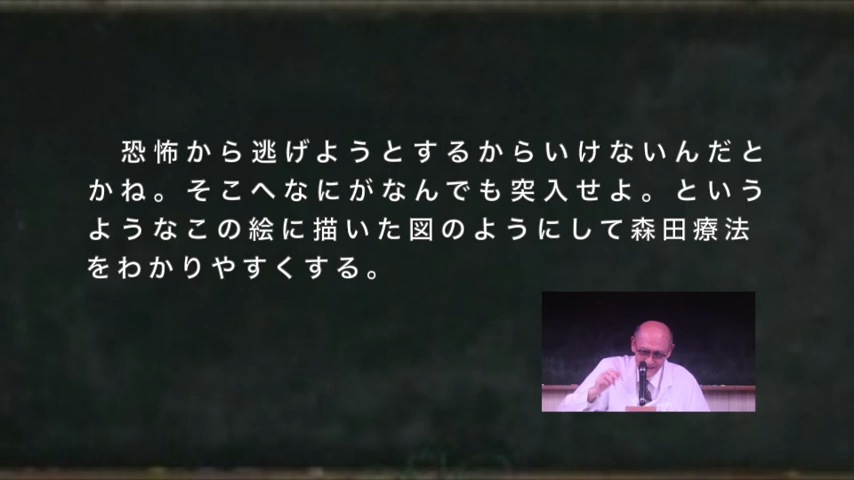 恐怖から逃げようとするからいけないんだと
かね。そこへなにがなんでも突入せよ。という
ようなこの絵に描いた図のようにして森田療法
をわかりやすくする。